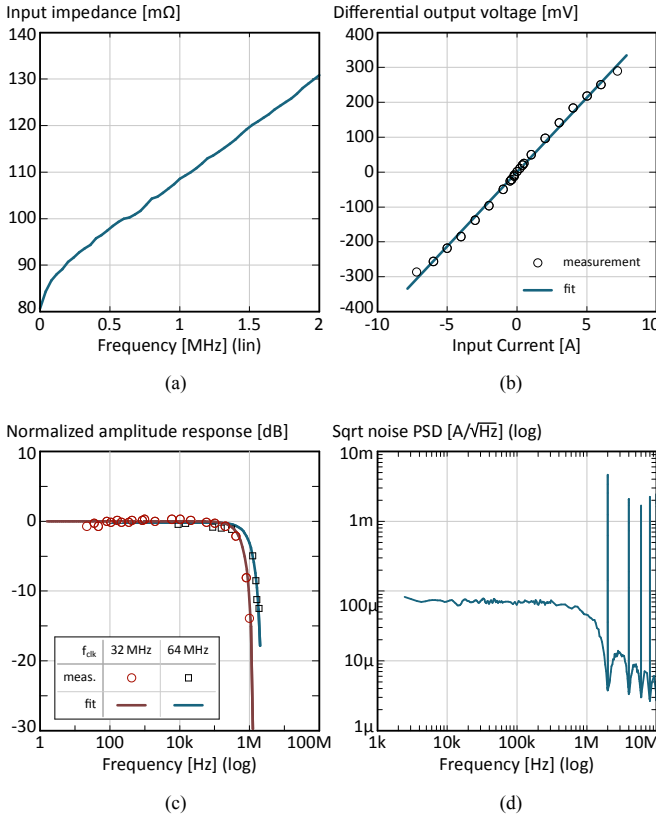 Input impedance [mΩ]
140
130
120
110
100
90
80
0
0.5
1
1.5
2
Frequency [MHz] (lin)
(a)
Differential output voltage [mV]
400
300
200
100
0
-100
-200
-300
-400
measurement
fit
-10
-5
0
5
10
Input Current [A]
(b)
Normalized amplitude response [dB]
10
0
-10
-20
-30
fclk 32 MHz 64 MHz
meas.
fit
1
100
10k
1M
100M
Frequency [Hz] (log)
(c)
Sqrt noise PSD [A/√Hz] (log)
10m
1m
100µ
10µ
1µ
1k
10k
100k
1M
10M
Frequency [Hz] (log)
(d)